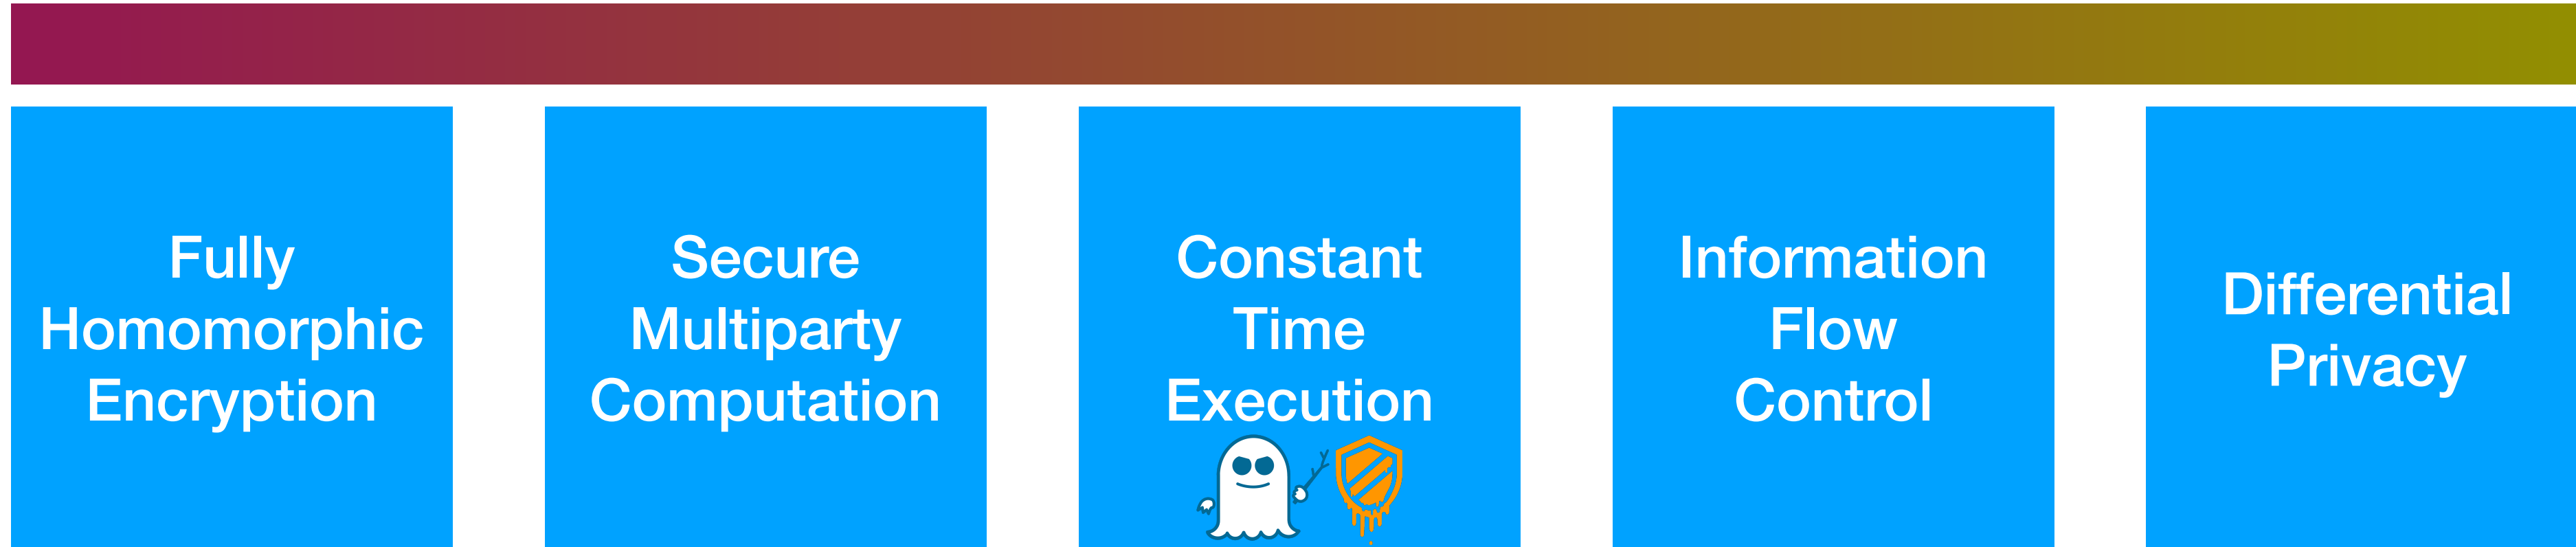 Fully
Homomorphic
Encryption
Secure
Multiparty
Computation
Constant
Time
Execution
Information
Flow
Control
Differential
Privacy